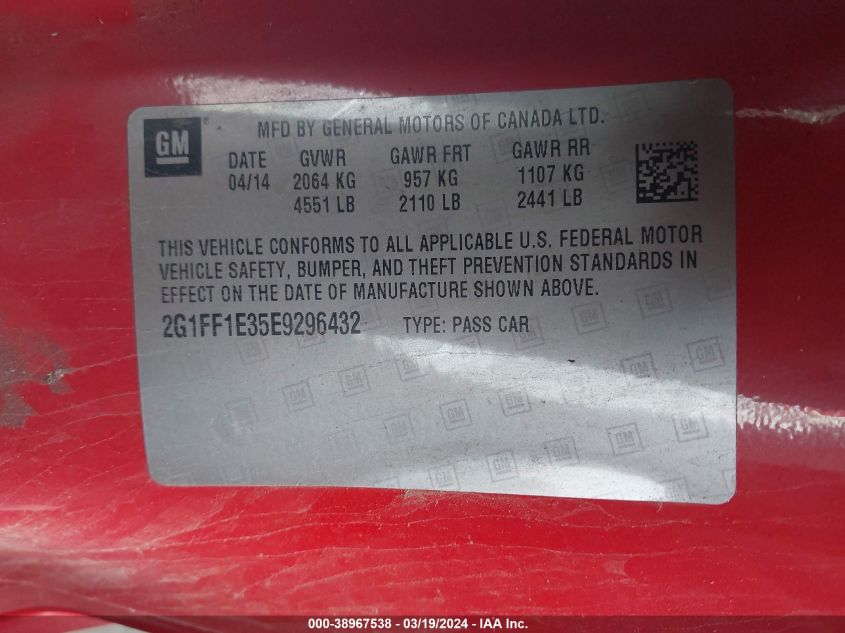 GM
MFD BY GENERAL MOTORS OF CANADA LTD.
DATE GVWR GAWR FRT GAWR RR
04/14 2064 KG 957 KG 1107 KG
4551 LB 2110 LB 2441 LB
THIS VEHICLE CONFORMS TO ALL APPLICABLE U.S. FEDERAL MOTOR
VEHICLE SAFETY, BUMPER, AND THEFT PREVENTION STANDARDS IN
EFFECT ON THE DATE OF MANUFACTURE SHOWN ABOVE.
2G1FF1E35E9296432 TYPE: PASS CAR
000-38967538 - 03/19/2024 - IAA Inc.